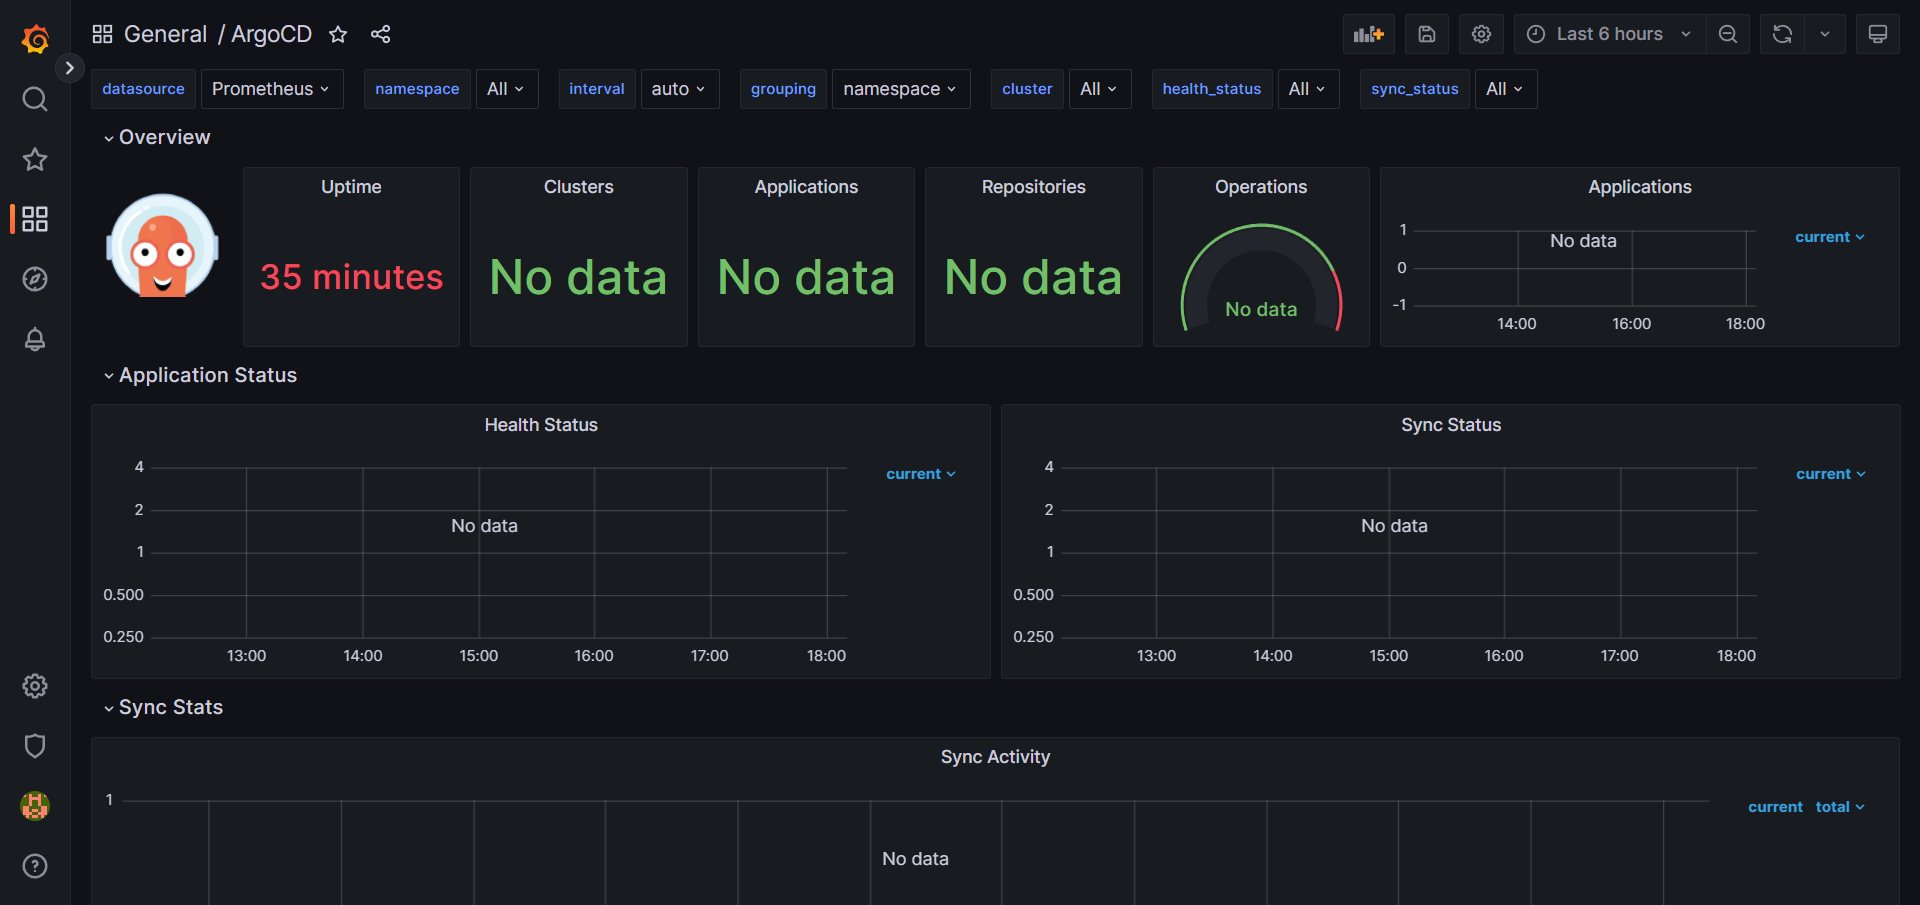 General / ArgoCD
Last 6 hours
datasource Prometheus namespace All interval auto grouping namespace cluster All health_status All sync_status All
Overview
Uptime
35 minutes
Clusters
No data
Applications
No data
Repositories
No data
Operations
No data
Applications
1
0
-1
No data
14:00 16:00 18:00
current
Application Status
Health Status
4
2
1
0.500
0.250
No data
13:00 14:00 15:00 16:00 17:00 18:00
current
Sync Status
4
2
1
0.500
0.250
No data
13:00 14:00 15:00 16:00 17:00 18:00
current
Sync Stats
Sync Activity
1
No data
current total